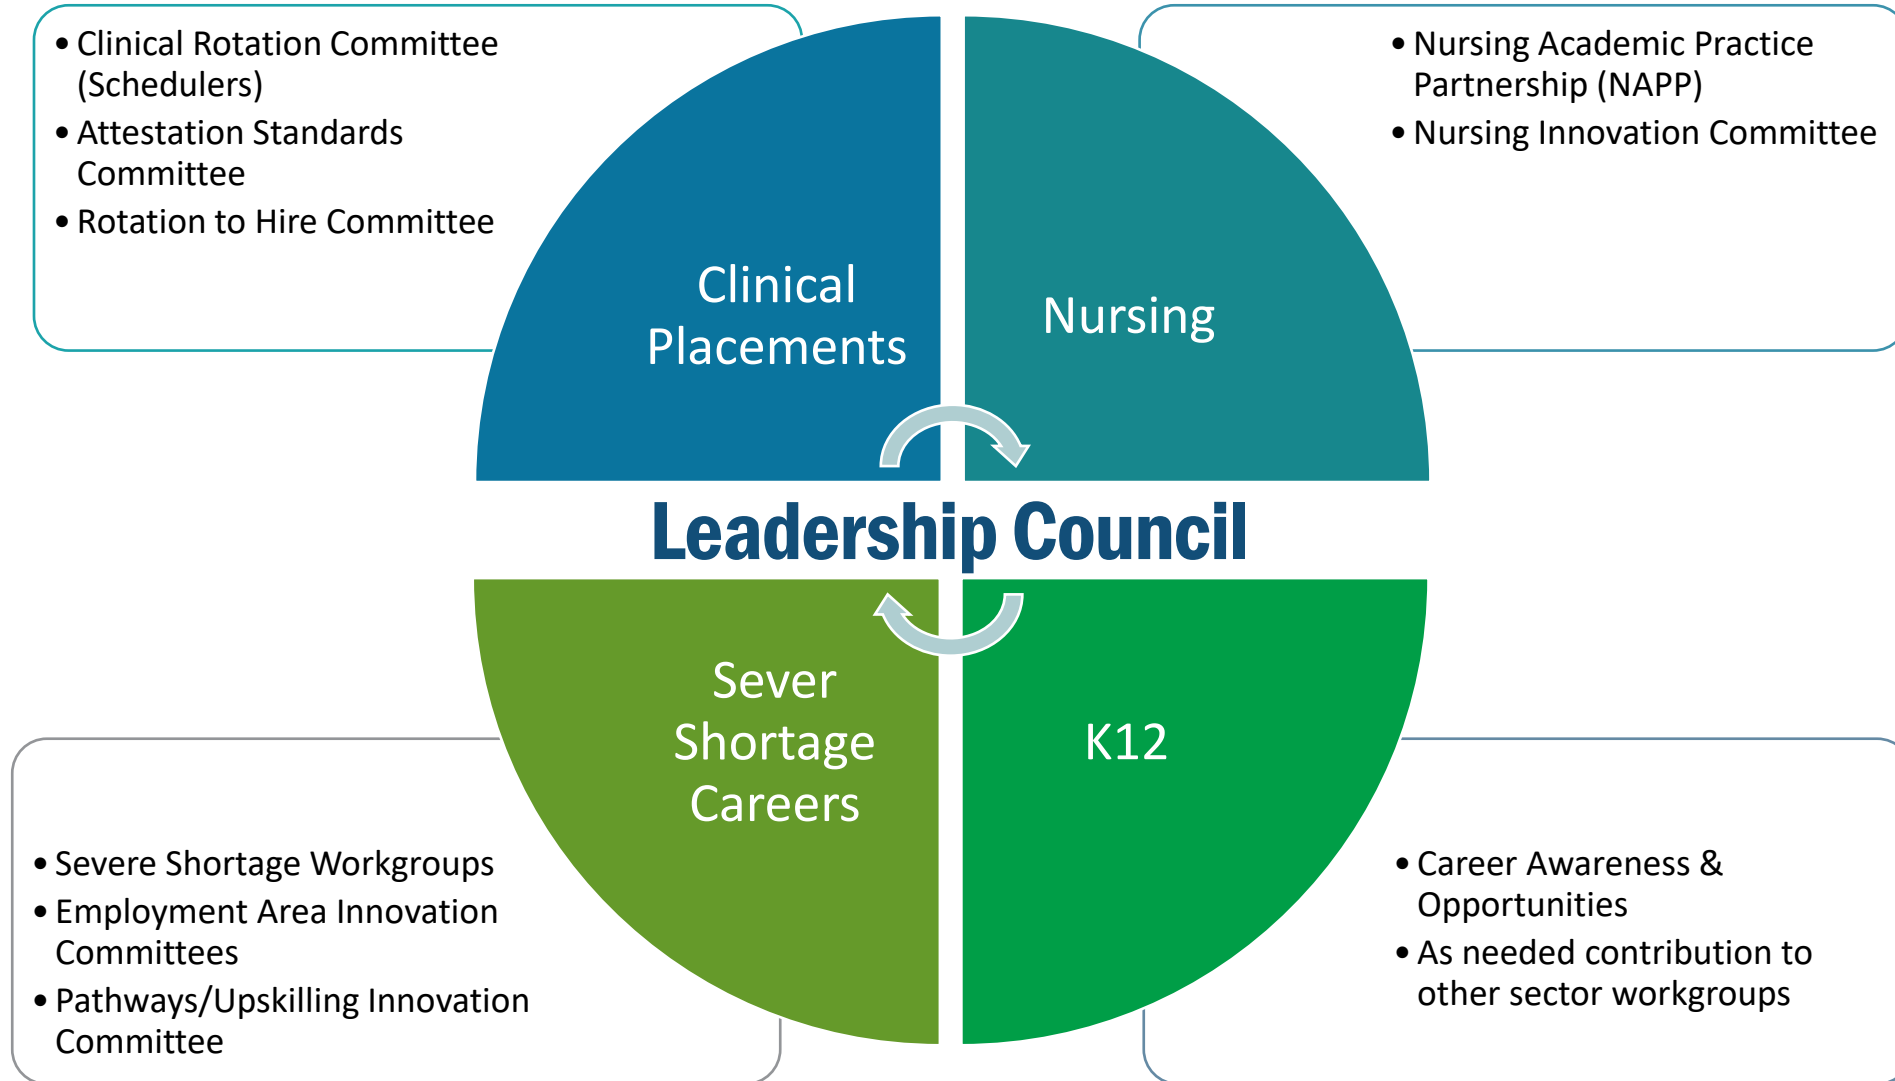 • Clinical Rotation Committee
(Schedulers)
• Attestation Standards
Committee
• Rotation to Hire Committee
• Nursing Academic Practice
Partnership (NAPP)
• Nursing Innovation Committee
Clinical
Placements
Nursing
Leadership Council
Sever
Shortage
Careers
K12
• Severe Shortage Workgroups
• Employment Area Innovation
Committees
• Pathways/Upskilling Innovation
Committee
• Career Awareness &
Opportunities
• As needed contribution to
other sector workgroups